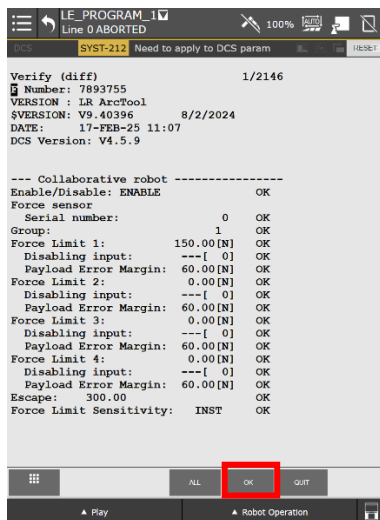 LE_PROGRAM_1
Line 0 ABORTED
100%
AUTO
DCS
SYST-212 Need to apply to DCS param
RESET
Verify (diff) 1/2146
F Number: 7893755
VERSION : LR ArcTool
$VERSION: V9.40396 8/2/2024
DATE: 17-FEB-25 11:07
DCS Version: V4.5.9
--- Collaborative robot ----------------
Enable/Disable: ENABLE OK
Force sensor
Serial number: 0 OK
Group: 1 OK
Force Limit 1: 150.00[N] OK
Disabling input: ---[ 0] OK
Payload Error Margin: 60.00[N] OK
Force Limit 2: 0.00[N] OK
Disabling input: ---[ 0] OK
Payload Error Margin: 60.00[N] OK
Force Limit 3: 0.00[N] OK
Disabling input: ---[ 0] OK
Payload Error Margin: 60.00[N] OK
Force Limit 4: 0.00[N] OK
Disabling input: ---[ 0] OK
Payload Error Margin: 60.00[N] OK
Escape: 300.00 OK
Force Limit Sensitivity: INST OK
ALL OK QUIT
▲ Play ▲ Robot Operation